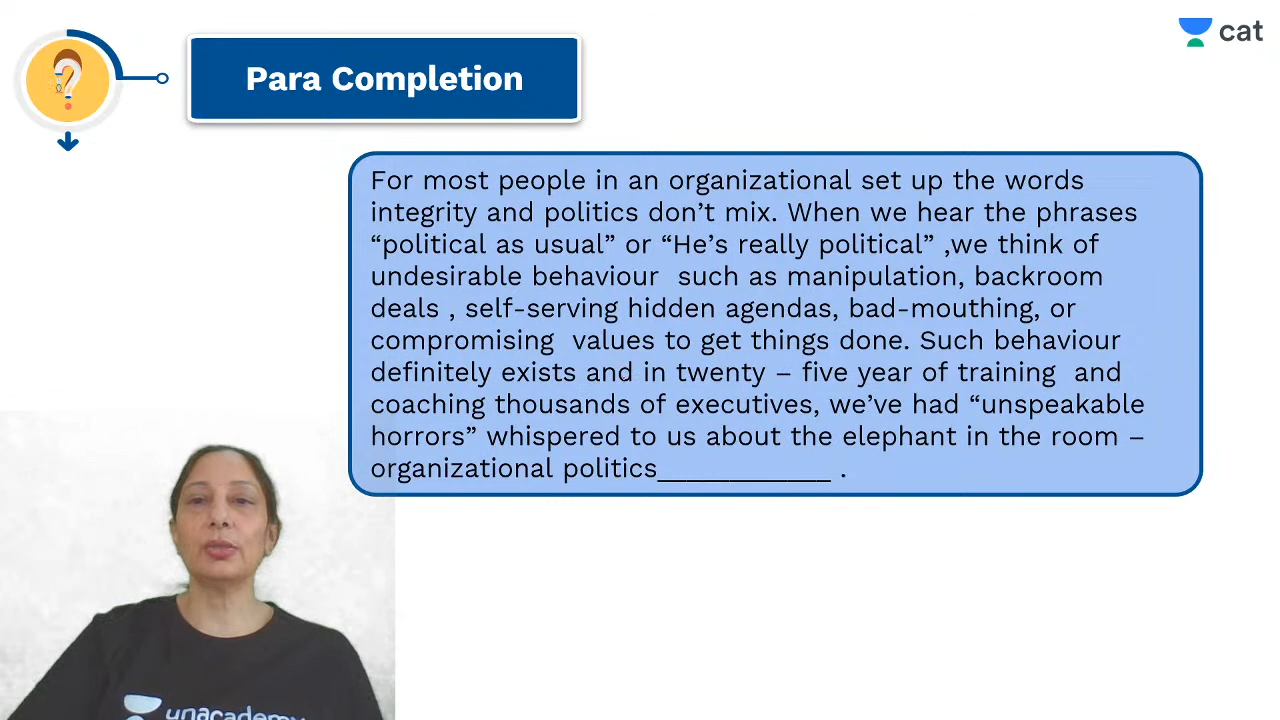 cat
Para Completion
For most people in an organizational set up the words
integrity and politics don’t mix. When we hear the phrases
“political as usual” or “He’s really political” ,we think of
undesirable behaviour  such as manipulation, backroom
deals , self-serving hidden agendas, bad-mouthing, or
compromising  values to get things done. Such behaviour
definitely exists and in twenty – five year of training  and
coaching thousands of executives, we’ve had “unspeakable
horrors” whispered to us about the elephant in the room –
organizational politics____________ .
unacademy